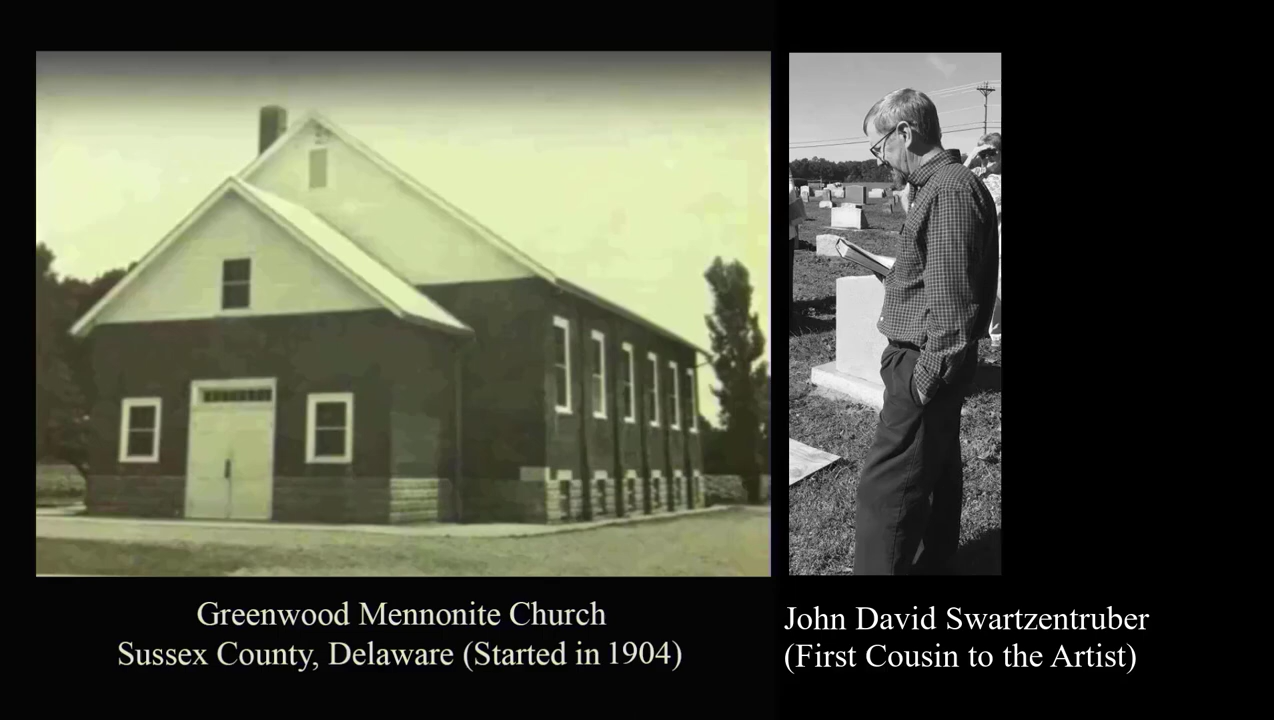 Greenwood Mennonite Church
Sussex County, Delaware (Started in 1904)
John David Swartzentruber
(First Cousin to the Artist)